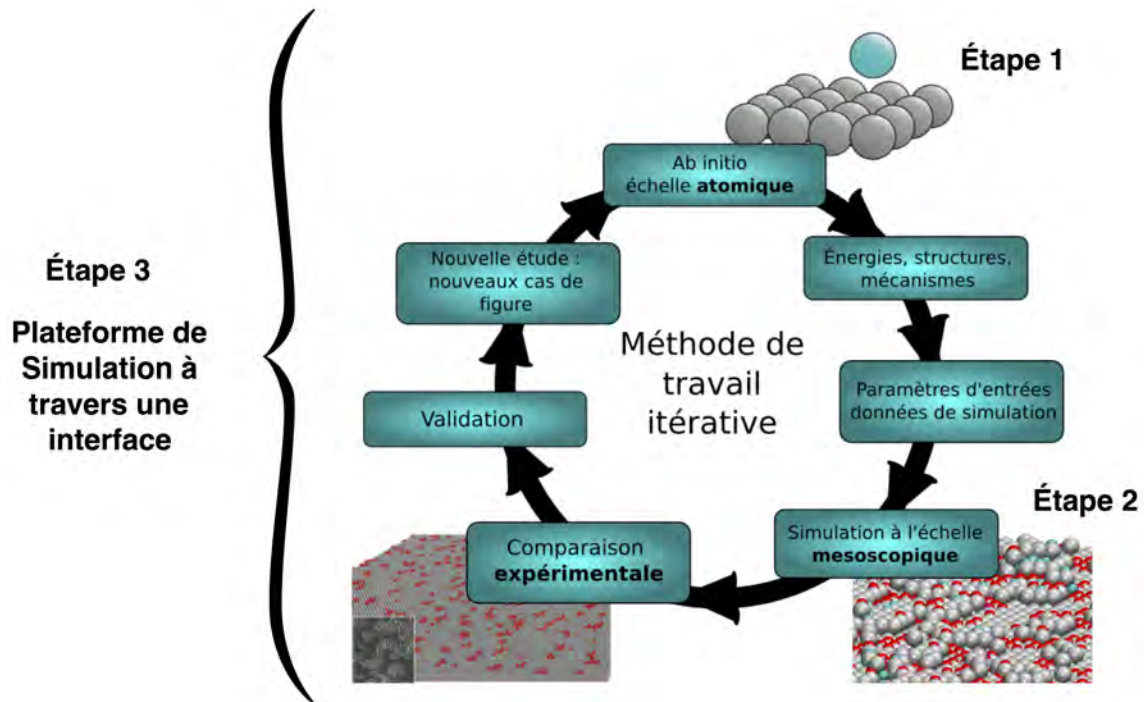 Étape 1
Ab initio
échelle atomique
Énergies, structures,
mécanismes
Paramètres d'entrées
données de simulation
Étape 2
Simulation à l'échelle
mesoscopique
Comparaison
expérimentale
Validation
Nouvelle étude :
nouveaux cas de
figure
Méthode de
travail
itérative
Étape 3
Plateforme de
Simulation à
travers une
interface